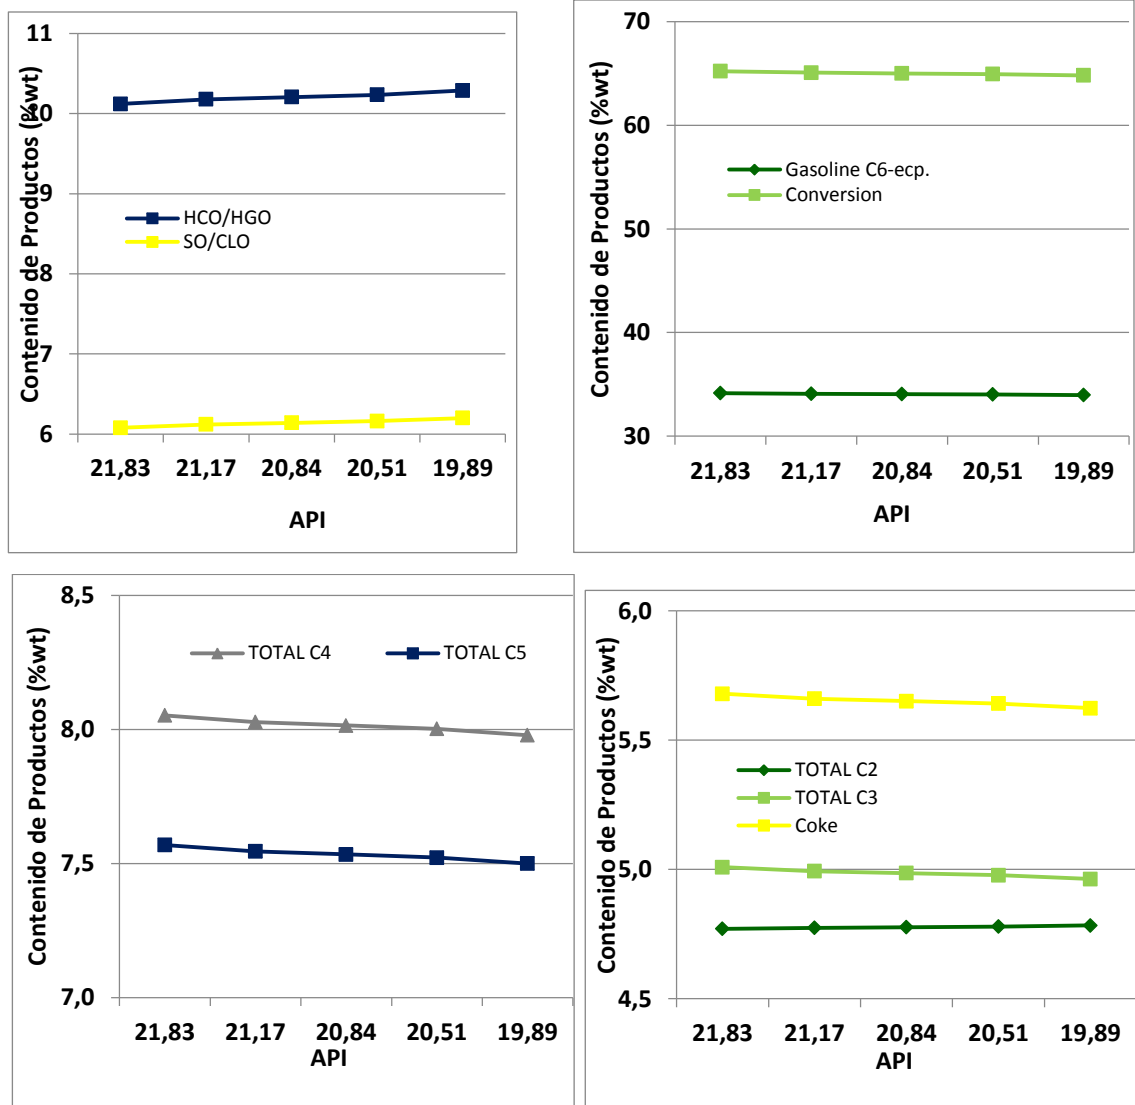 Contenido de Productos (%wt)
11
10
9
8
7
6
HCO/HGO
SO/CLO
21,83 21,17 20,84 20,51 19,89
API
Contenido de Productos (%wt)
70
60
50
40
30
Gasoline C6-ecp.
Conversion
21,83 21,17 20,84 20,51 19,89
API
Contenido de Productos (%wt)
8,5
8,0
7,5
7,0
TOTAL C4 TOTAL C5
21,83 21,17 20,84 20,51 19,89
API
Contenido de Productos (%wt)
6,0
5,5
5,0
4,5
TOTAL C2
TOTAL C3
Coke
21,83 21,17 20,84 20,51 19,89
API